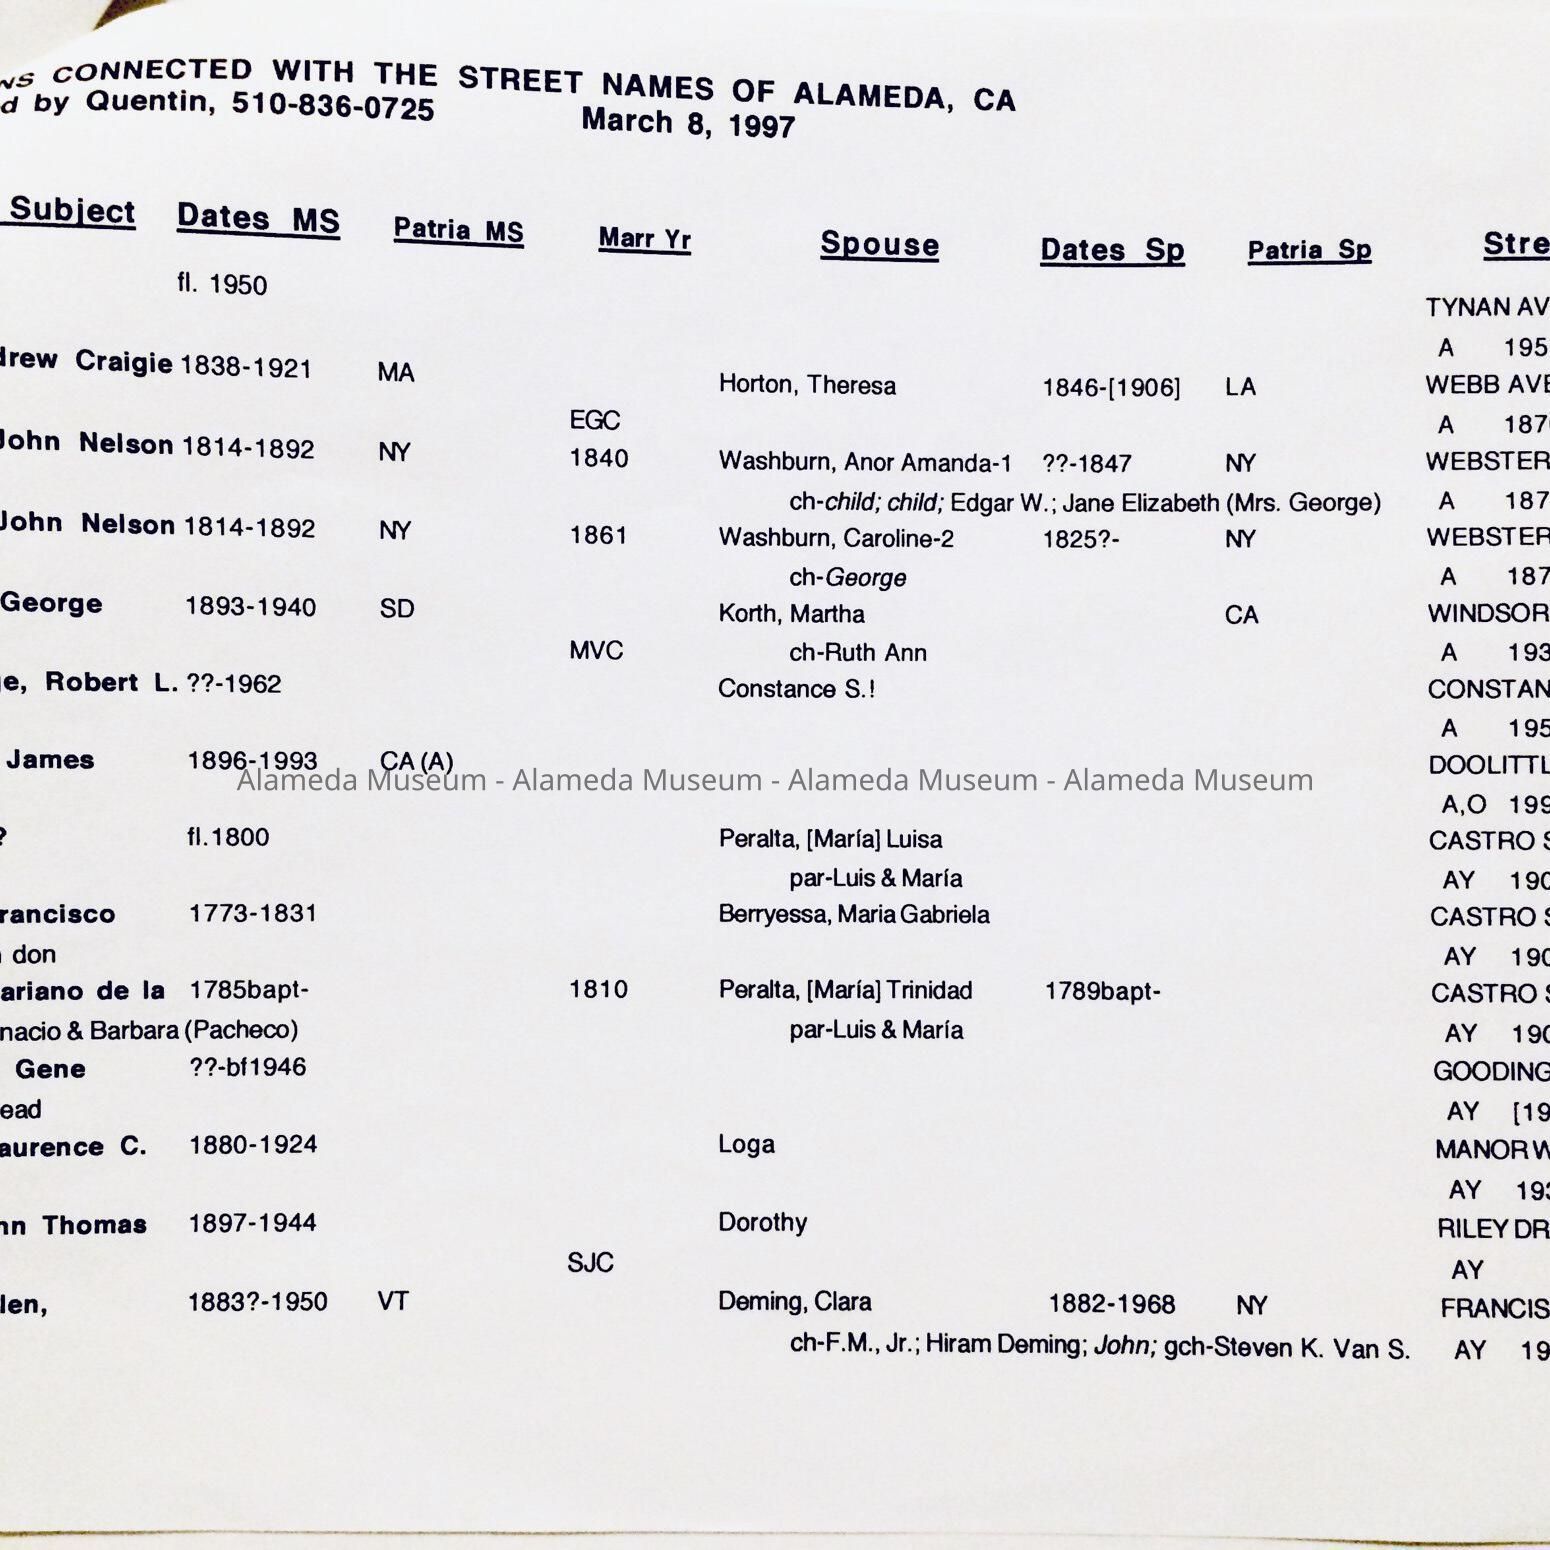 CONNECTED WITH THE STREET NAMES OF ALAMEDA, CA
d by Quentin, 510-836-0725 March 8, 1997
Subject Dates MS Patria MS Marr Yr Spouse Dates Sp Patria Sp Stre
fl. 1950 TYNAN AV
A 195
drew Craigie 1838-1921 MA Horton, Theresa 1846-[1906] LA WEBB AVE
EGC A 187
John Nelson 1814-1892 NY 1840 Washburn, Anor Amanda-1 ??-1847 NY WEBSTER
ch-child; child; Edgar W.; Jane Elizabeth (Mrs. George) A 187
John Nelson 1814-1892 NY 1861 Washburn, Caroline-2 1825?- NY WEBSTER
ch-George A 187
George 1893-1940 SD Korth, Martha CA WINDSOR
MVC ch-Ruth Ann A 193
ge, Robert L. ??-1962 Constance S.! CONSTAN
A 195
James 1896-1993 CA (A) DOOLITTL
Alameda Museum - Alameda Museum - Alameda Museum - Alameda Museum
A,O 199
? fl.1800 Peralta, [María] Luisa CASTRO S
par-Luis & María AY 190
rancisco 1773-1831 Berryessa, Maria Gabriela CASTRO S
don AY 190
ariano de la 1785bapt- 1810 Peralta, [María] Trinidad 1789bapt- CASTRO S
nacio & Barbara (Pacheco) par-Luis & María AY 190
Gene ??-bf1946 GOODING
ead AY [19
aurence C. 1880-1924 Loga MANOR W
AY 193
hn Thomas 1897-1944 Dorothy RILEY DR
SJC AY
len, 1883?-1950 VT Deming, Clara 1882-1968 NY FRANCIS
ch-F.M., Jr.; Hiram Deming; John; gch-Steven K. Van S. AY 19